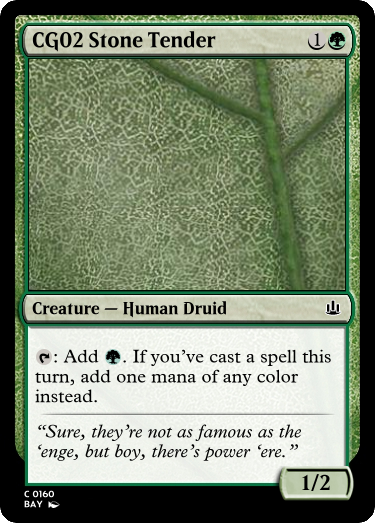 CG02 Stone Tender 1
Creature — Human Druid
: Add . If you’ve cast a spell this
turn, add one mana of any color
instead.
“Sure, they’re not as famous as the
‘enge, but boy, there’s power ‘ere.”
1/2
C 0160
BAY